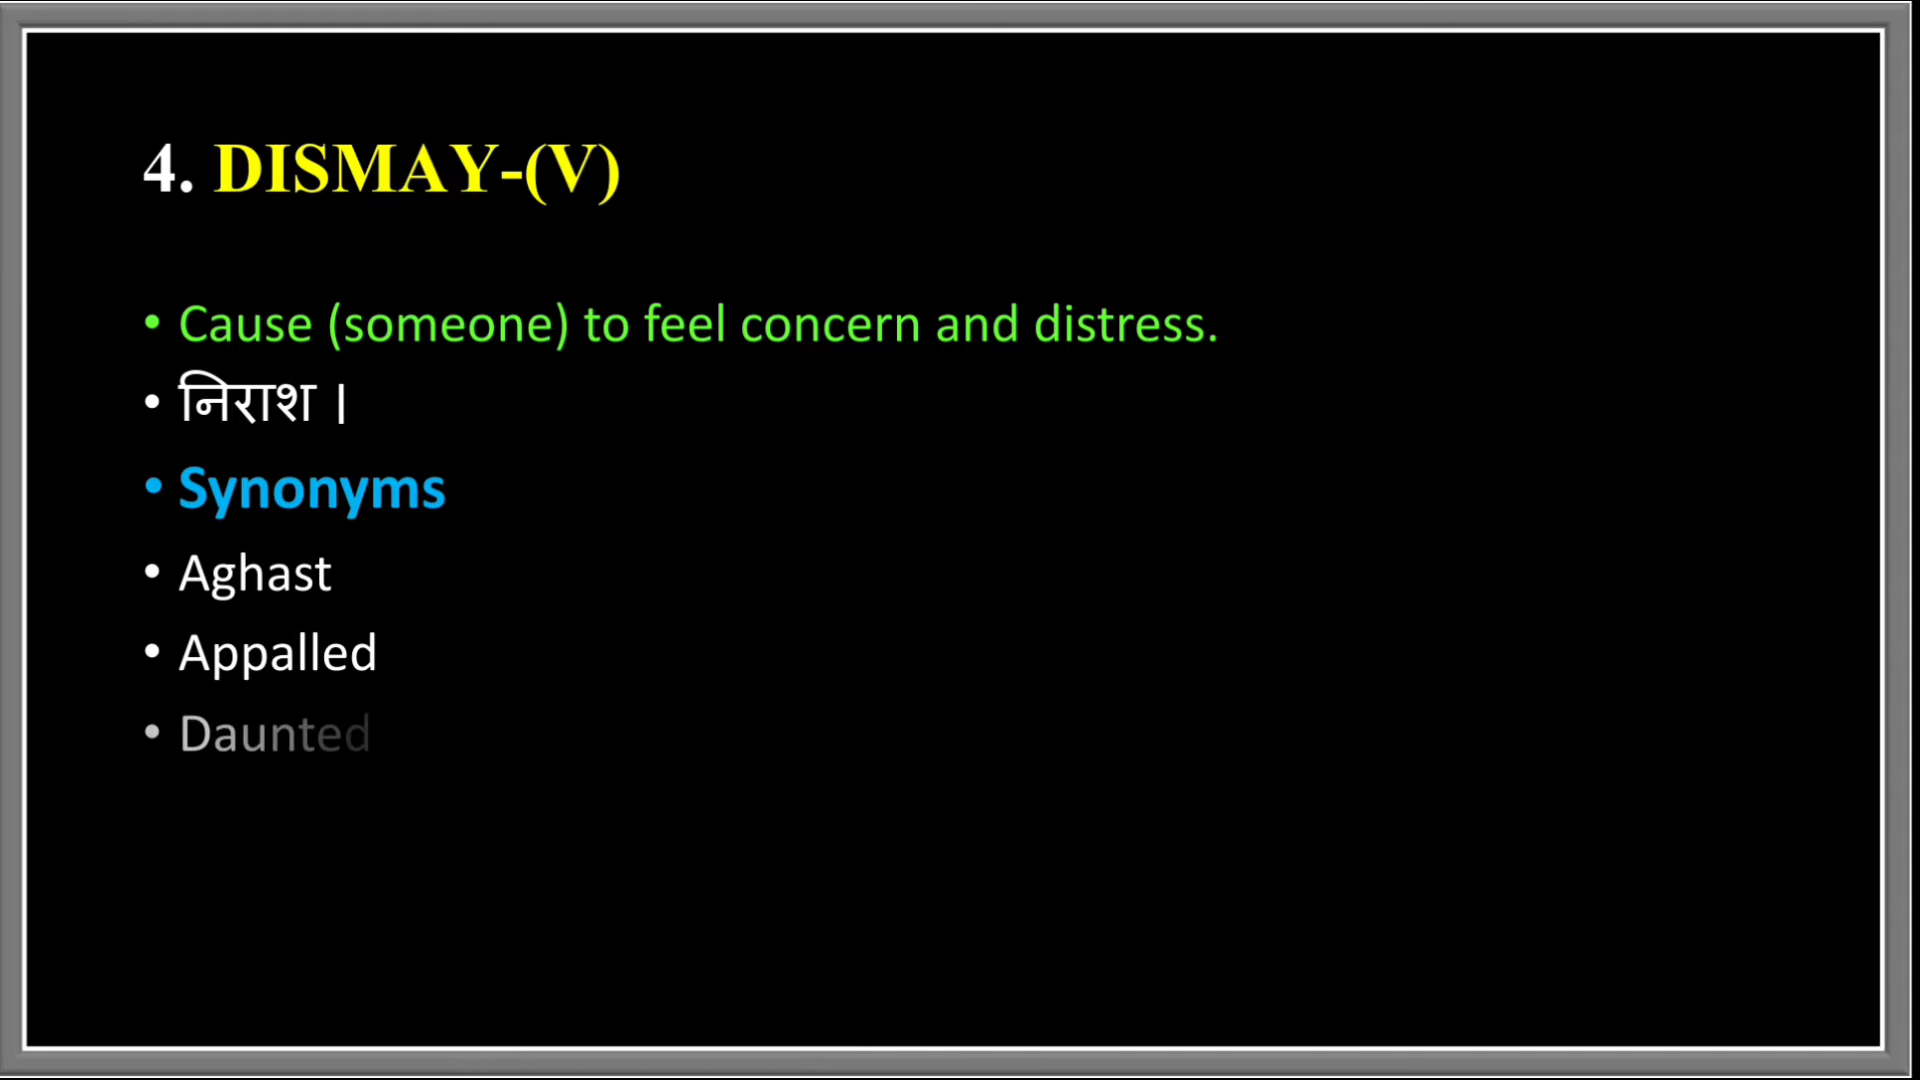 4. DISMAY-(V)
• Cause (someone) to feel concern and distress.
• निराश ।
• Synonyms
• Aghast
• Appalled
• Daunted